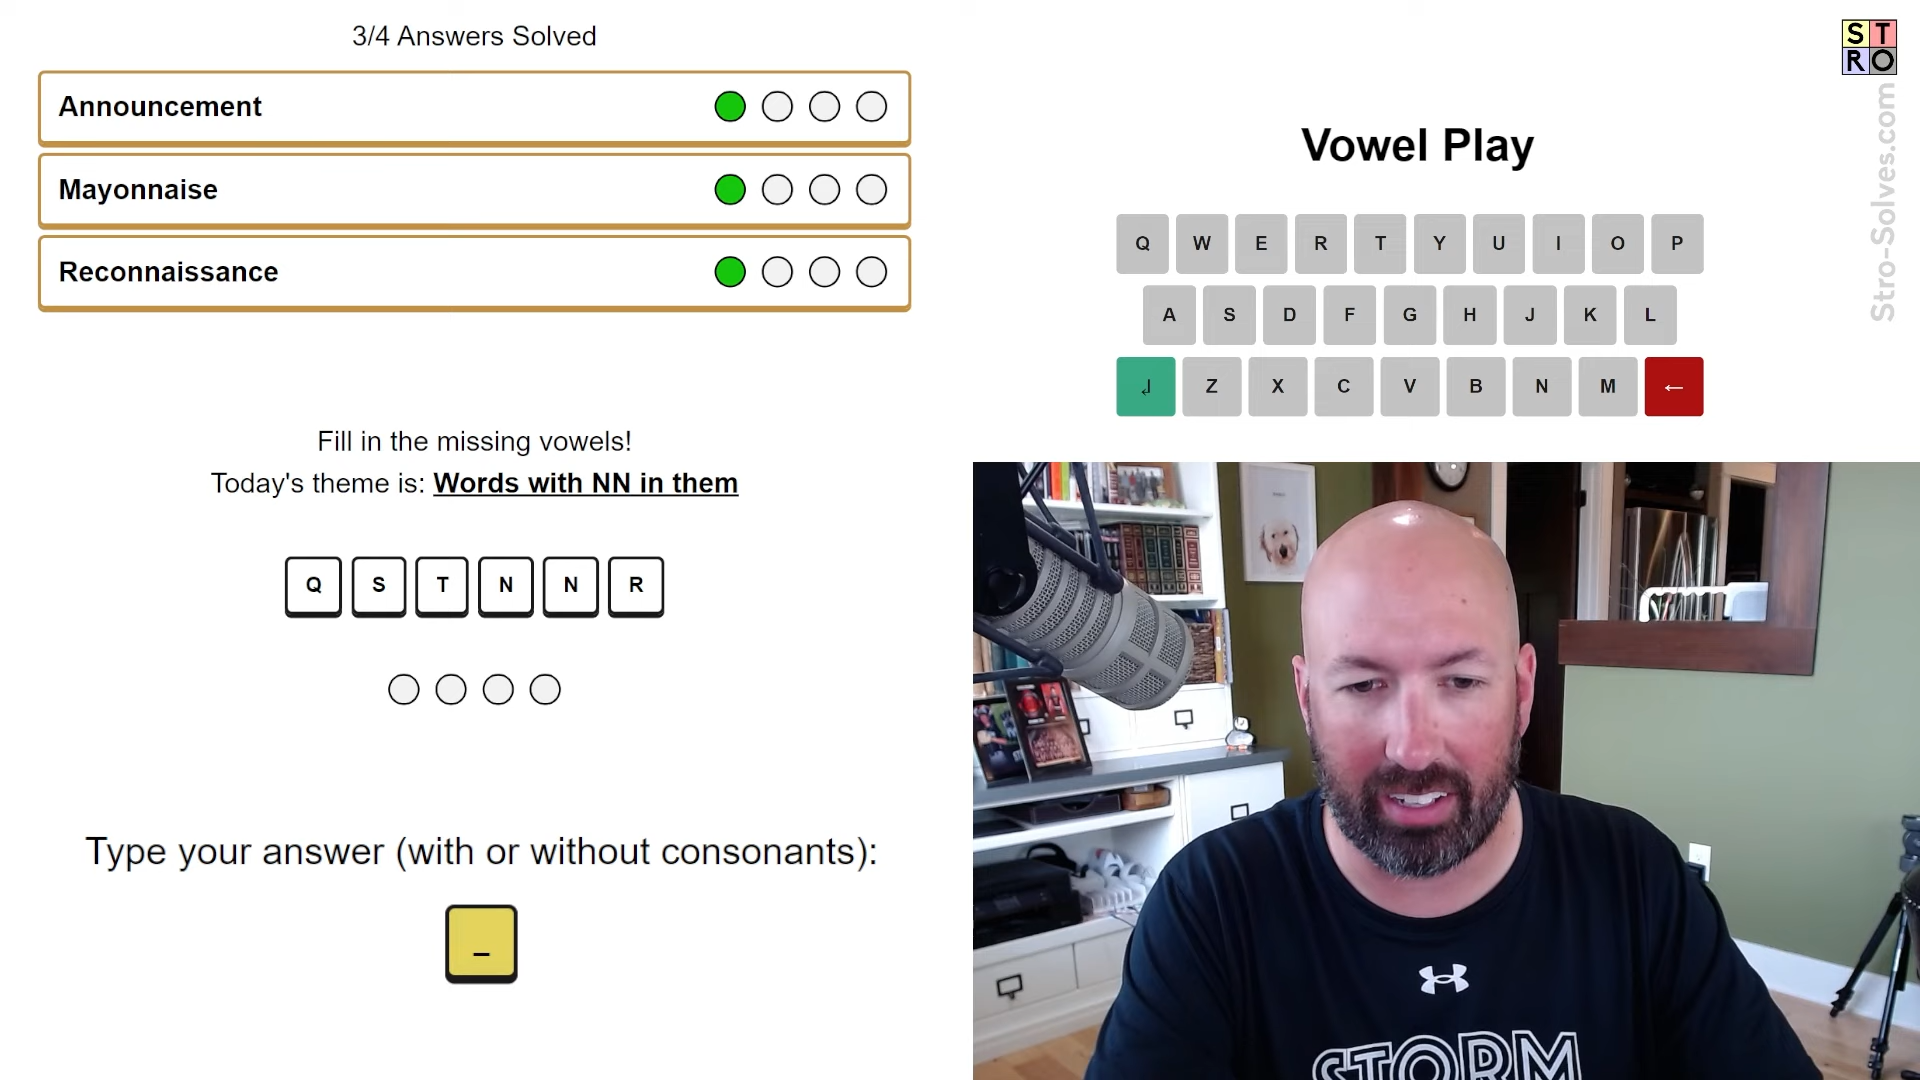 3/4 Answers Solved
Announcement
Mayonnaise
Reconnaissance
Fill in the missing vowels!
Today's theme is: Words with NN in them
Q S T N N R
Type your answer (with or without consonants):
_
Vowel Play
Q W E R T Y U I O P
A S D F G H J K L
↲ Z X C V B N M ←
S T
R O
Stro-Solves.com
STORM